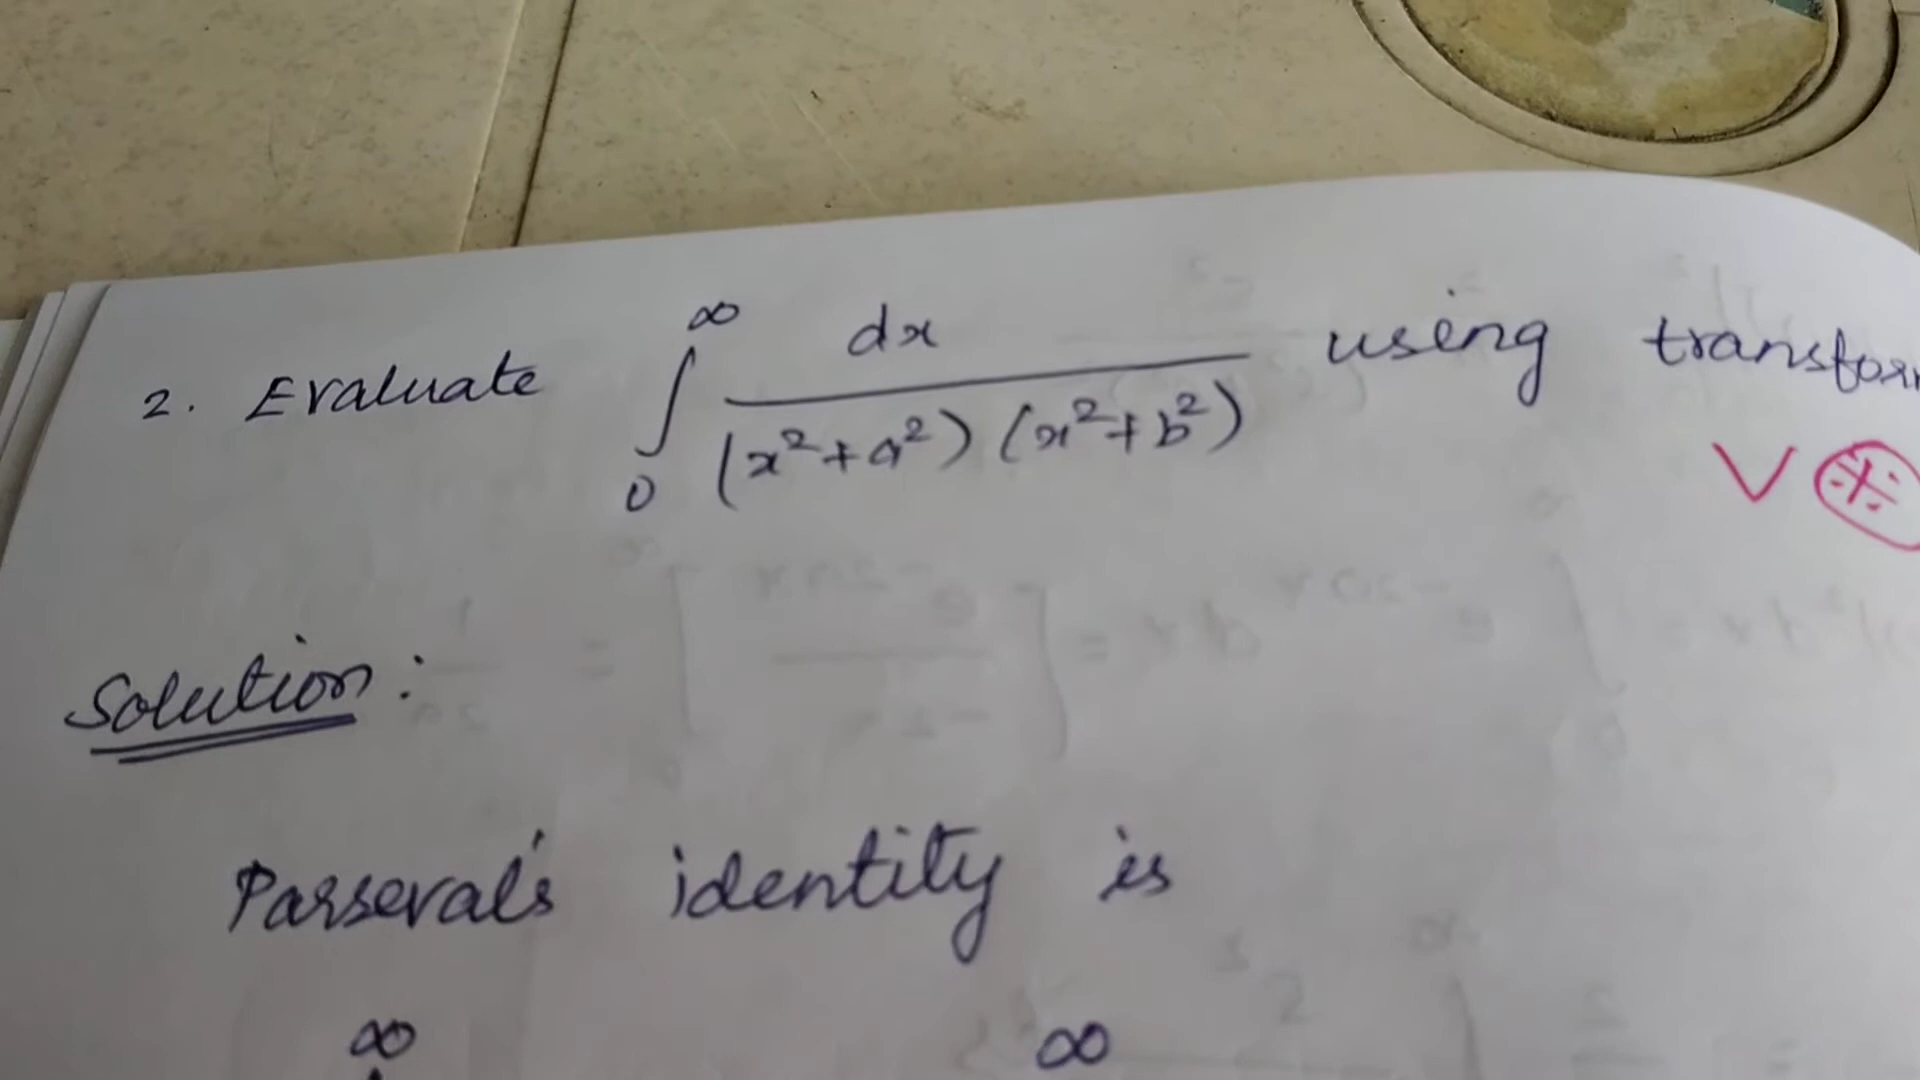 2. Evaluate ∫₀^∞ dx / (x²+a²) (x²+b²) using transfor
Solution:
Parseval's identity is
∞ ∞